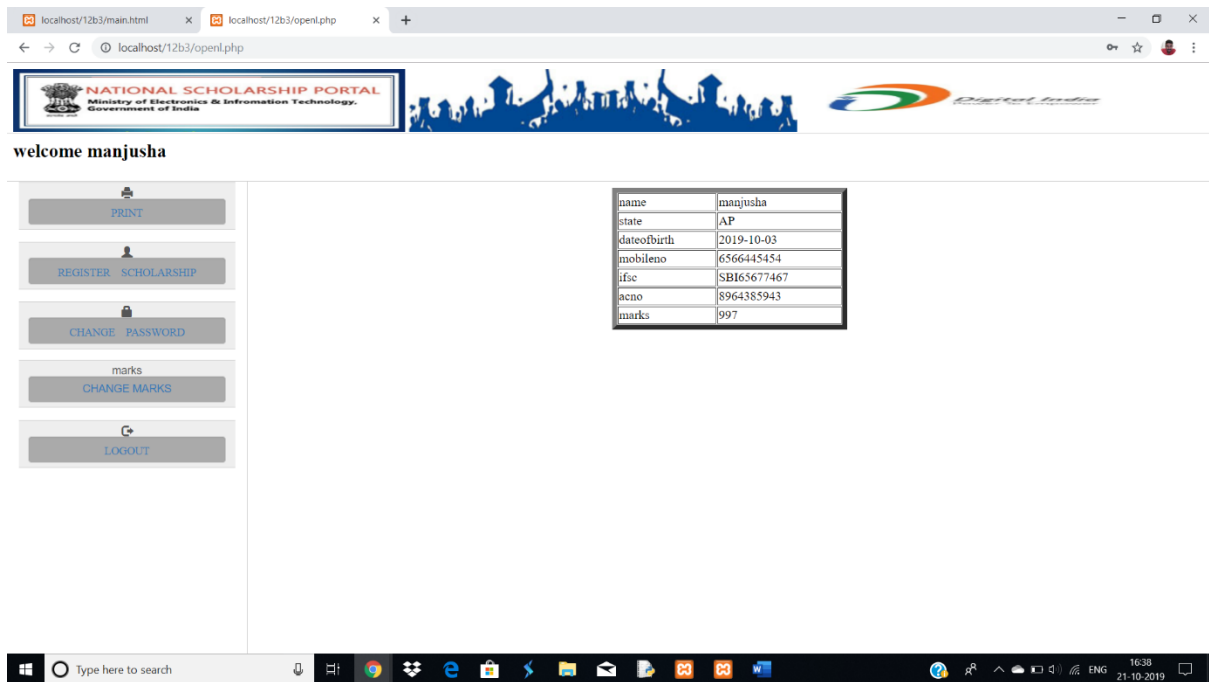 localhost/12b3/main.html
localhost/12b3/openl.php
localhost/12b3/openl.php
NATIONAL SCHOLARSHIP PORTAL
Ministry of Electronics & Infromation Technology.
Government of India
Digital India
welcome manjusha
PRINT
REGISTER SCHOLARSHIP
CHANGE PASSWORD
marks
CHANGE MARKS
LOGOUT
name manjusha
state AP
dateofbirth 2019-10-03
mobileno 6566445454
ifsc SBI65677467
acno 8964385943
marks 997
Type here to search
ENG
16:38
21-10-2019